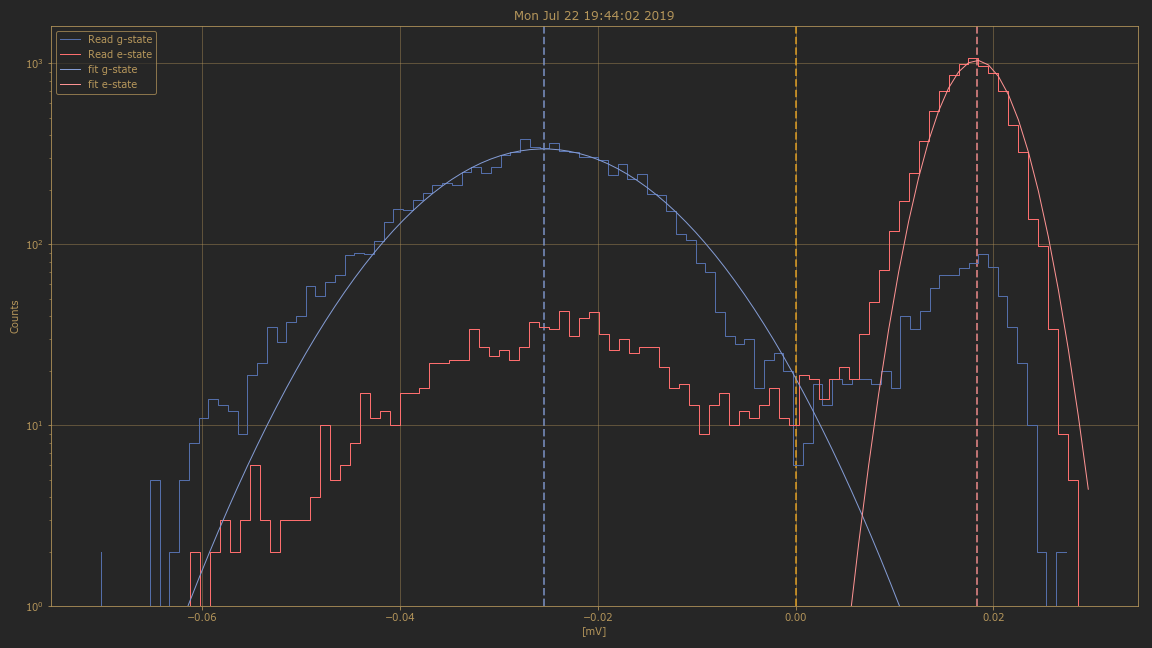 Mon Jul 22 19:44:02 2019
Read g-state
Read e-state
fit g-state
fit e-state
10³
10²
10¹
10⁰
Counts
−0.06 −0.04 −0.02 0.00 0.02
[mV]